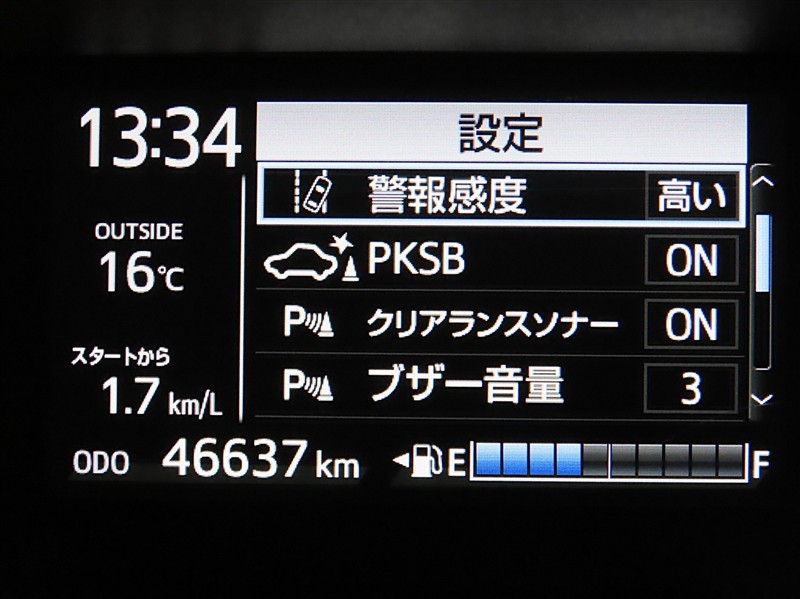 13:34
設定
警報感度 高い
OUTSIDE
16℃
PKSB ON
P クリアランスソナー ON
スタートから
1.7 km/L
P ブザー音量 3
ODO 46637 km
E F